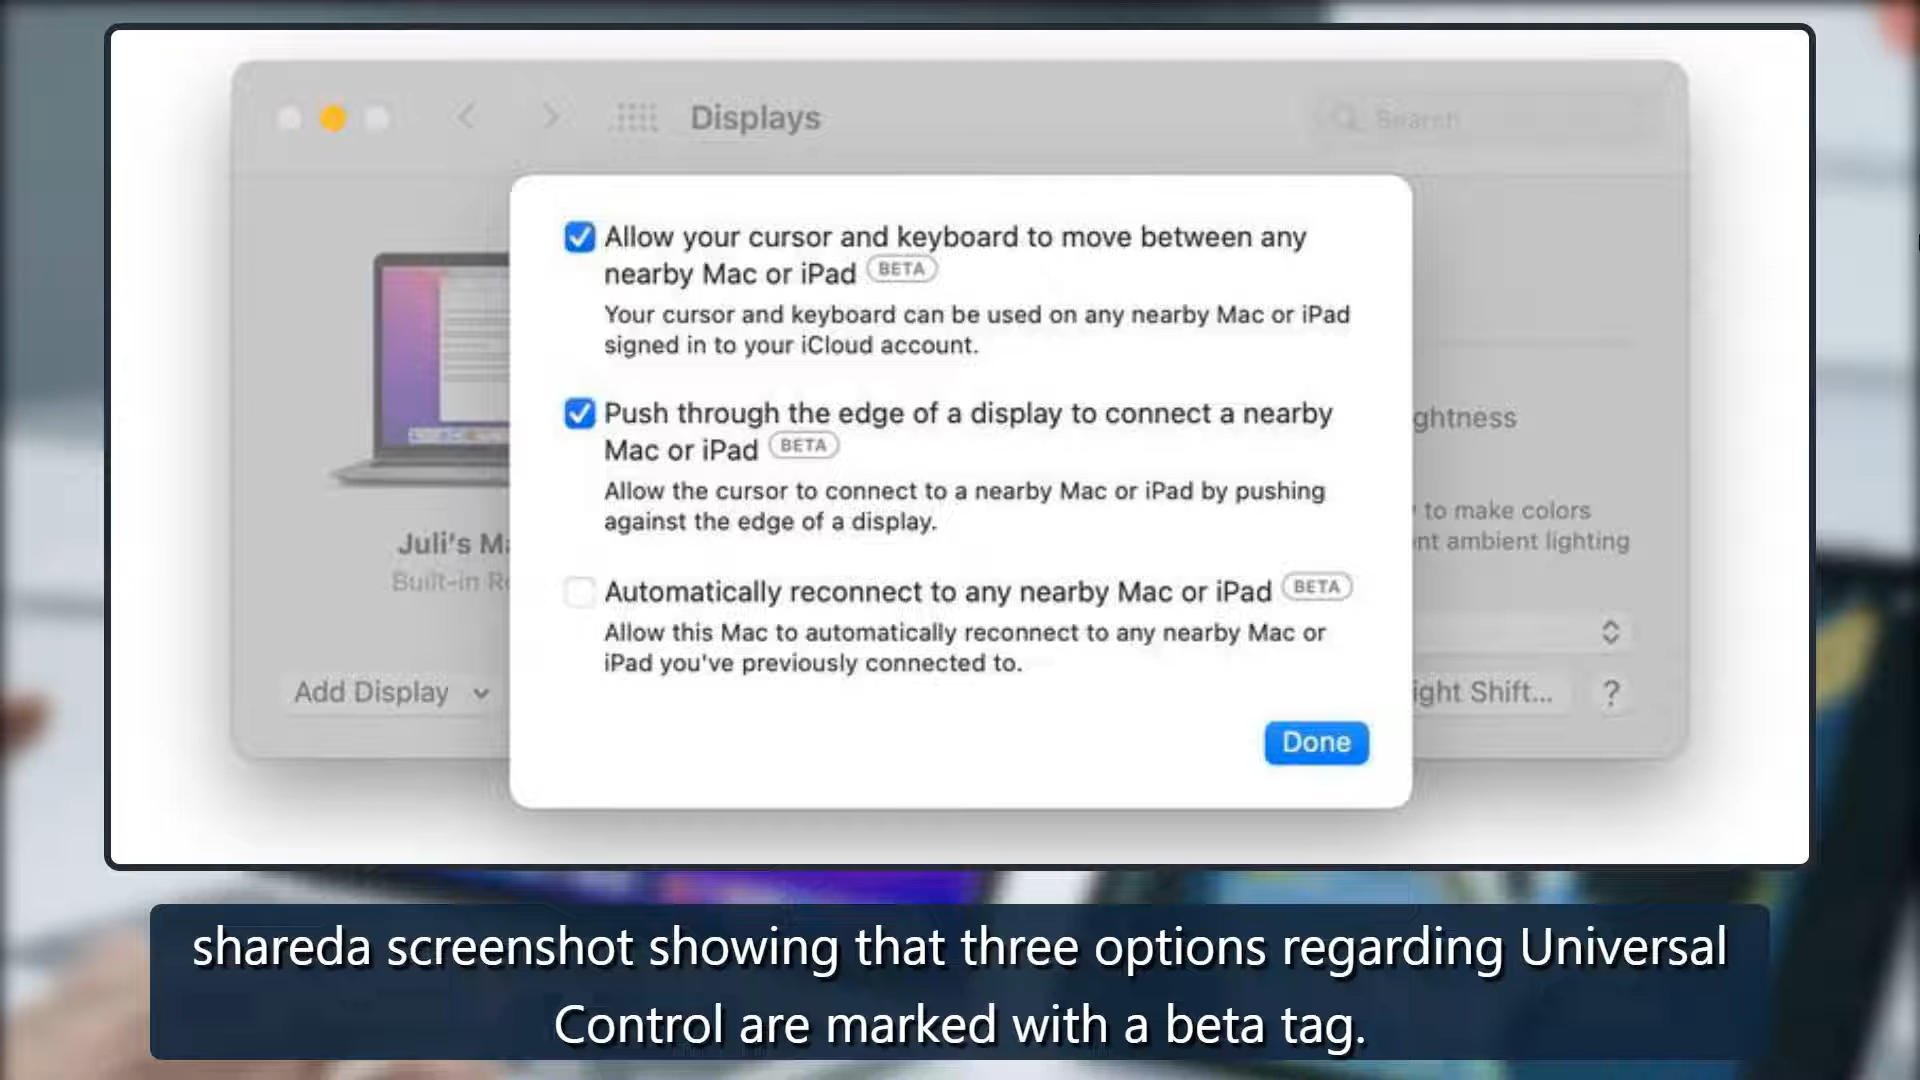 Displays
Search
Allow your cursor and keyboard to move between any
nearby Mac or iPad BETA
Your cursor and keyboard can be used on any nearby Mac or iPad
signed in to your iCloud account.
Push through the edge of a display to connect a nearby
Mac or iPad BETA
Allow the cursor to connect to a nearby Mac or iPad by pushing
against the edge of a display.
Automatically reconnect to any nearby Mac or iPad BETA
Allow this Mac to automatically reconnect to any nearby Mac or
iPad you've previously connected to.
Done
Juli's Ma
Built-in Re
Add Display
ghtness
to make colors
nt ambient lighting
ight Shift...
?
shareda screenshot showing that three options regarding Universal
Control are marked with a beta tag.